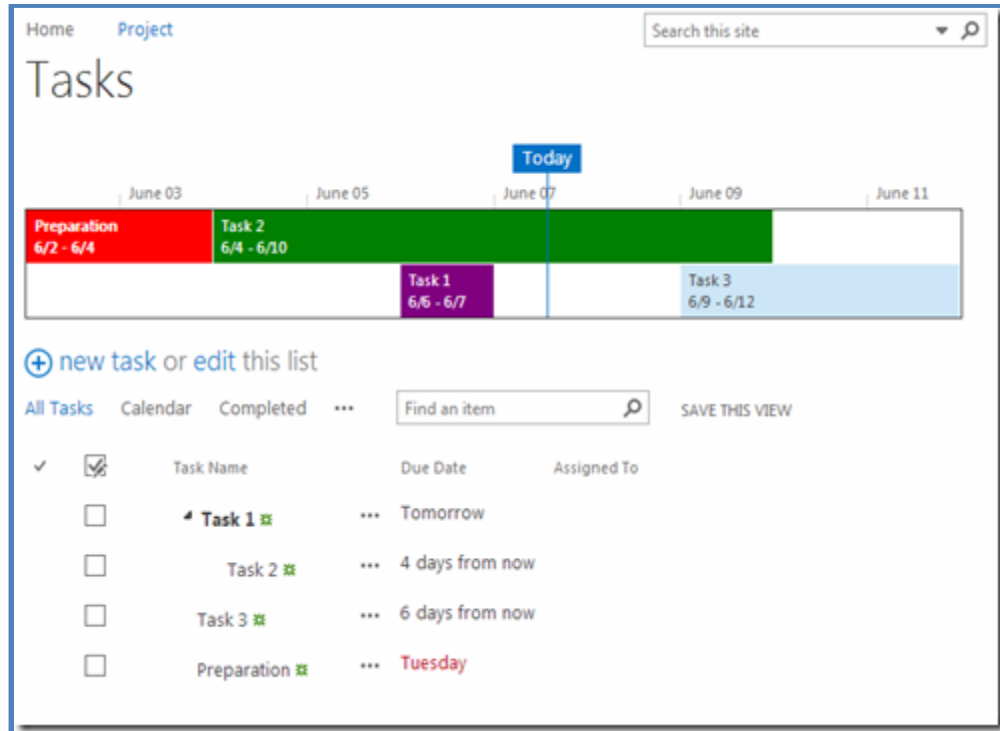 Home Project Search this site
Tasks
Today
June 03 June 05 June 07 June 09 June 11
Preparation Task 2
6/2 - 6/4 6/4 - 6/10
Task 1 Task 3
6/6 - 6/7 6/9 - 6/12
new task or edit this list
All Tasks Calendar Completed ... Find an item SAVE THIS VIEW
Task Name Due Date Assigned To
Task 1 ... Tomorrow
Task 2 ... 4 days from now
Task 3 ... 6 days from now
Preparation ... Tuesday